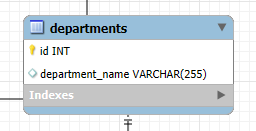 departments
id INT
department_name VARCHAR(255)
Indexes